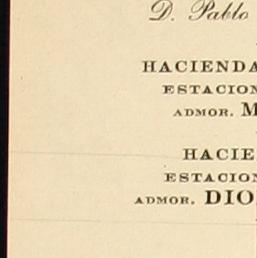 D. Pablo
HACIENDA
ESTACION
ADMOR. M
HACIE
ESTACION
ADMOR. DIO